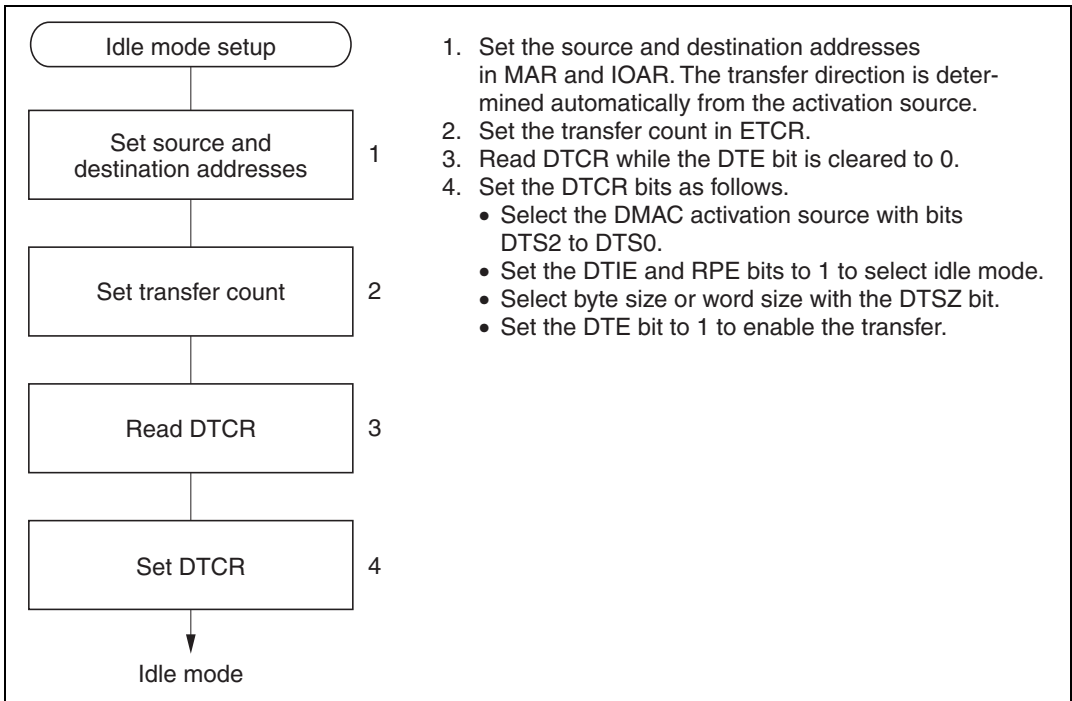 Idle mode setup
Set source and
destination addresses
1
Set transfer count
2
Read DTCR
3
Set DTCR
4
Idle mode
1. Set the source and destination addresses
in MAR and IOAR. The transfer direction is deter-
mined automatically from the activation source.
2. Set the transfer count in ETCR.
3. Read DTCR while the DTE bit is cleared to 0.
4. Set the DTCR bits as follows.
• Select the DMAC activation source with bits
DTS2 to DTS0.
• Set the DTIE and RPE bits to 1 to select idle mode.
• Select byte size or word size with the DTSZ bit.
• Set the DTE bit to 1 to enable the transfer.